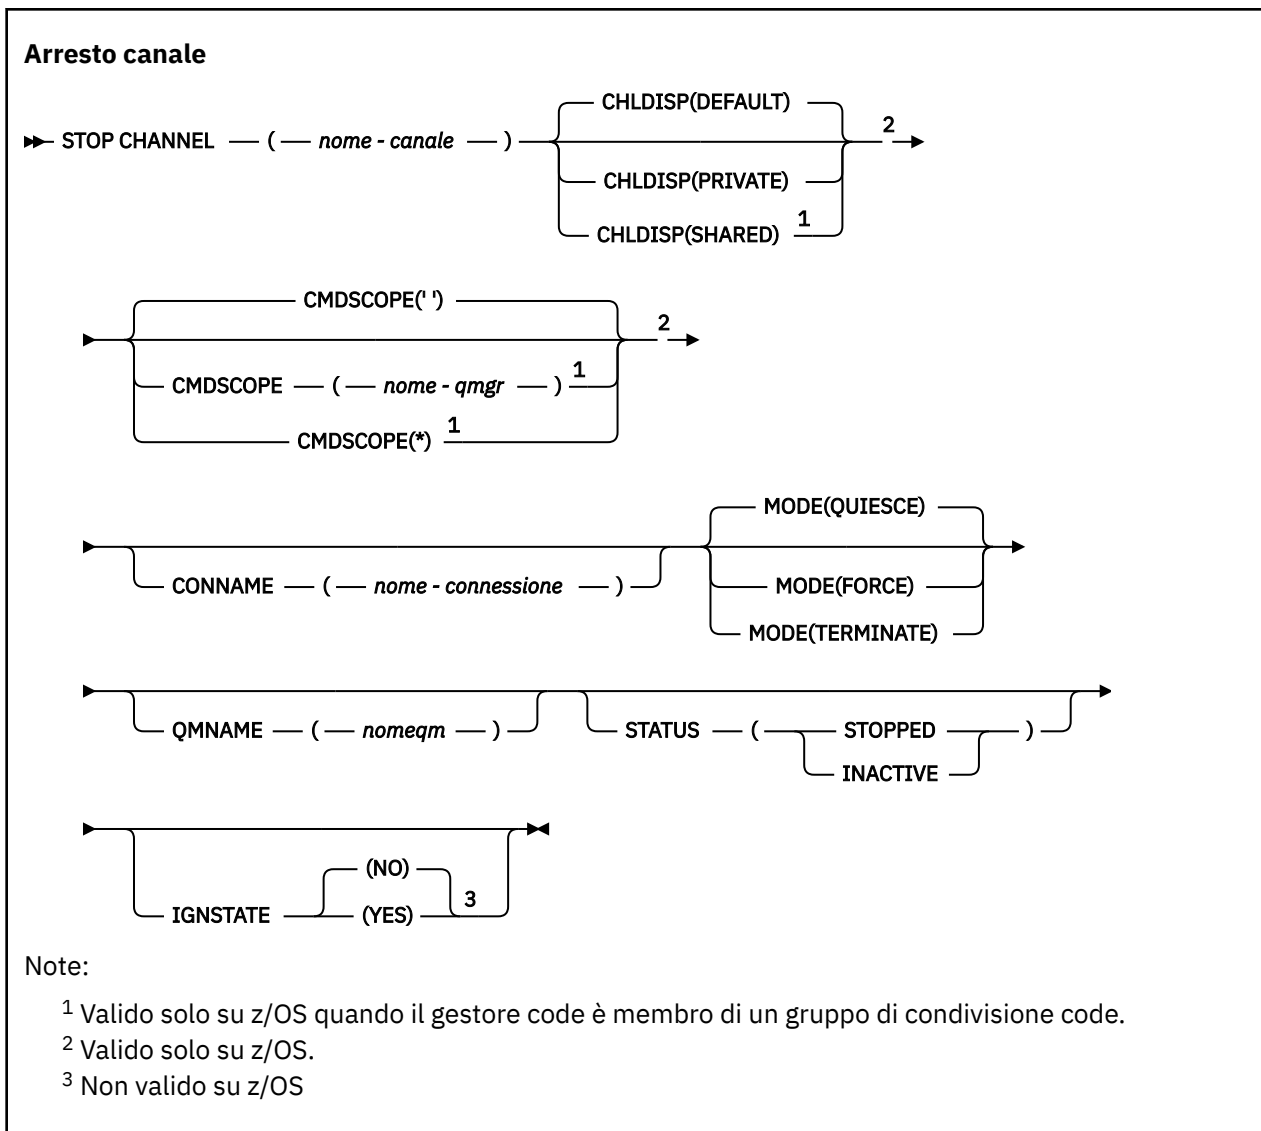 Arresto canale
CHLDISP(DEFAULT)
STOP CHANNEL ( nome - canale ) 2
CHLDISP(PRIVATE)
CHLDISP(SHARED) 1
CMDSCOPE(' ')
2
CMDSCOPE ( nome - qmgr ) 1
CMDSCOPE(*) 1
MODE(QUIESCE)
CONNAME ( nome - connessione ) MODE(FORCE)
MODE(TERMINATE)
QMNAME ( nomeqm ) STATUS ( STOPPED )
INACTIVE
(NO)
IGNSTATE (YES) 3
Note:
1 Valido solo su z/OS quando il gestore code è membro di un gruppo di condivisione code.
2 Valido solo su z/OS.
3 Non valido su z/OS